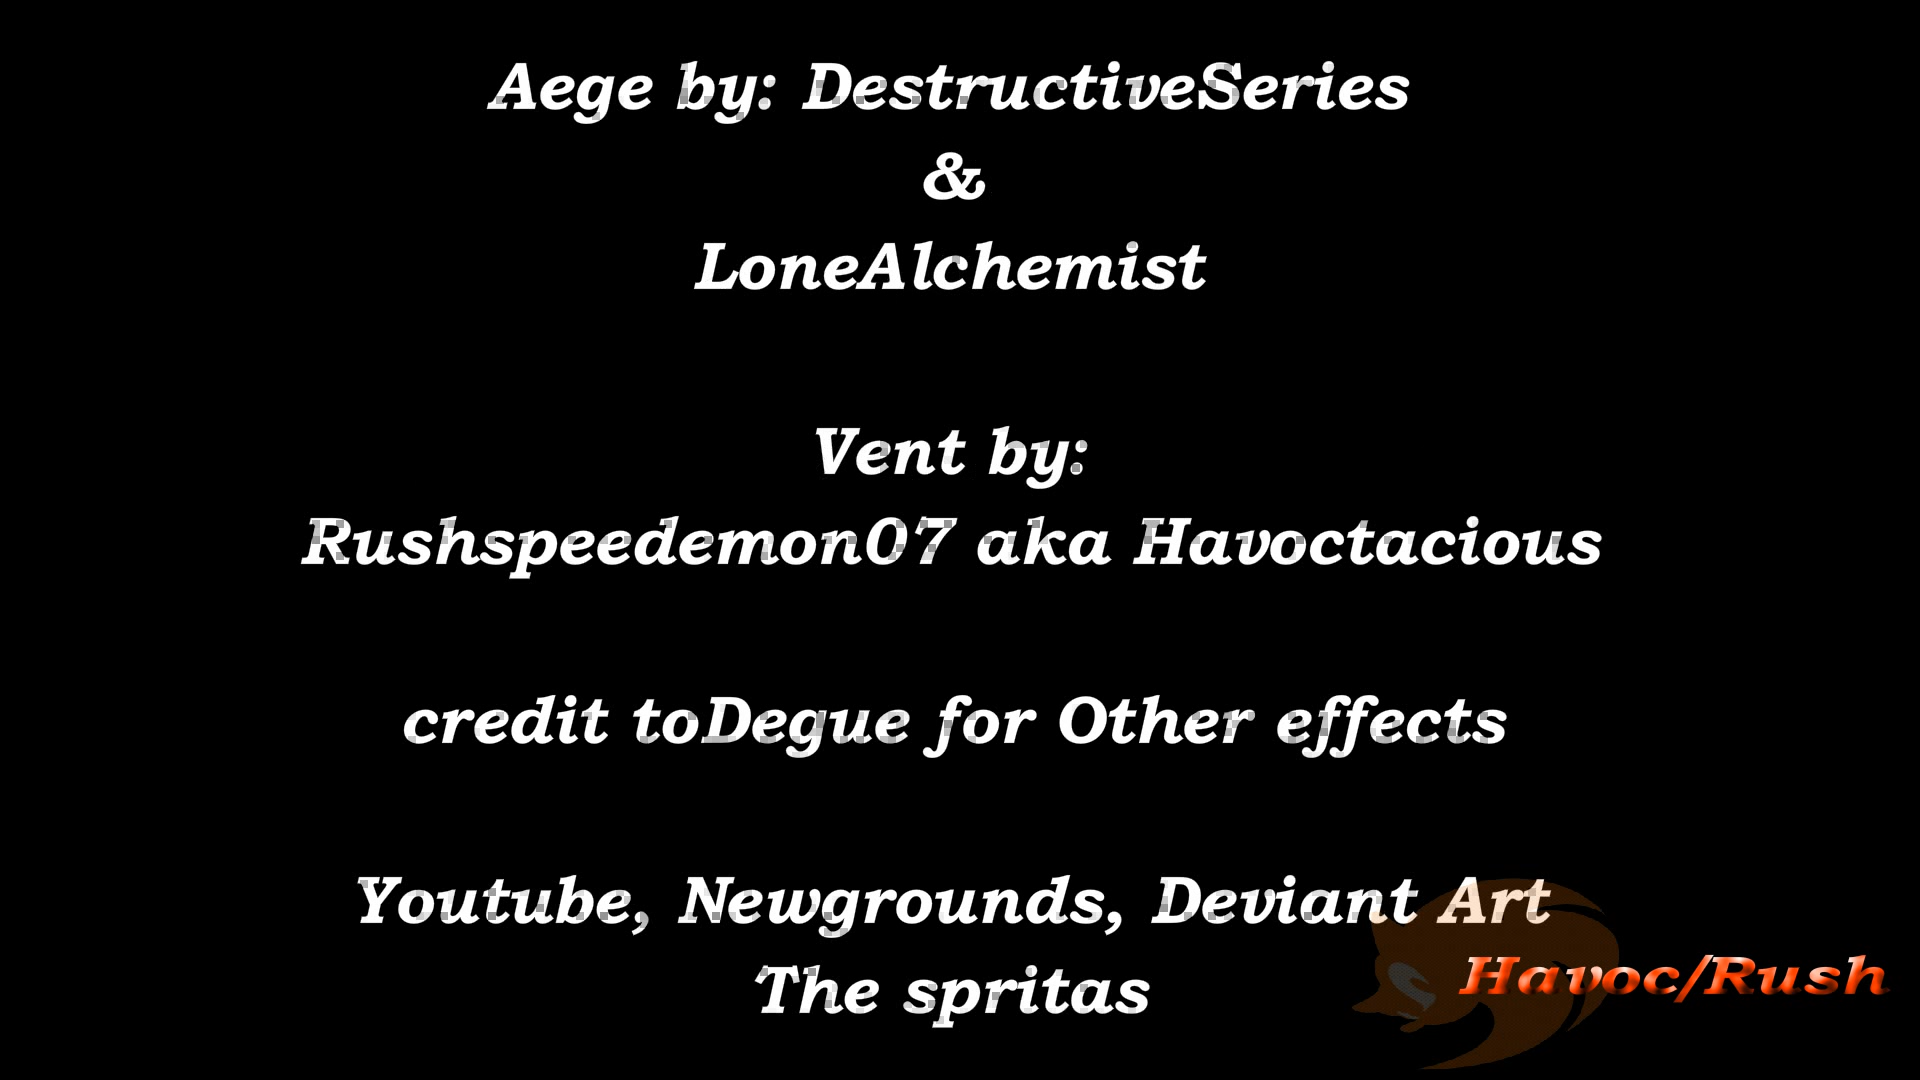 Aege by: DestructiveSeries
&
LoneAlchemist
Vent by:
Rushspeedemon07 aka Havoctacious
credit toDegue for Other effects
Youtube, Newgrounds, Deviant Art
The spritas
Havoc/Rush